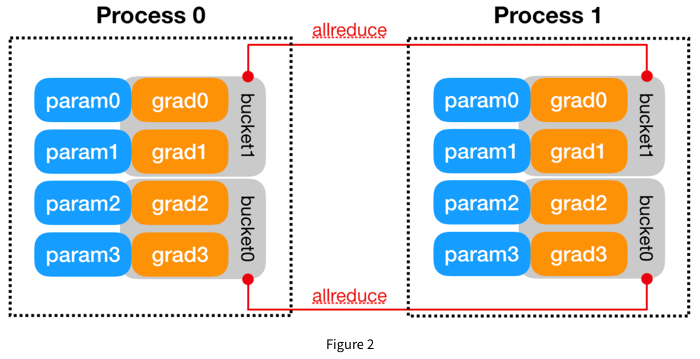 Process 0
Process 1
allreduce
param0 grad0
param1 grad1
bucket1
param2 grad2
param3 grad3
bucket0
param0 grad0
param1 grad1
bucket1
param2 grad2
param3 grad3
bucket0
allreduce
Figure 2